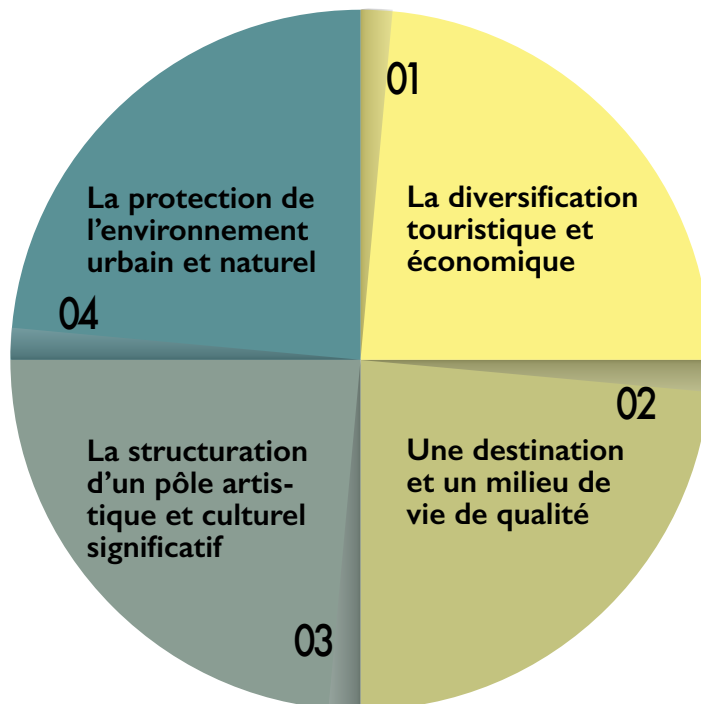 01
La diversification
touristique et
économique
02
Une destination
et un milieu de
vie de qualité
03
La structuration
d’un pôle artis-
tique et culturel
significatif
04
La protection de
l’environnement
urbain et naturel